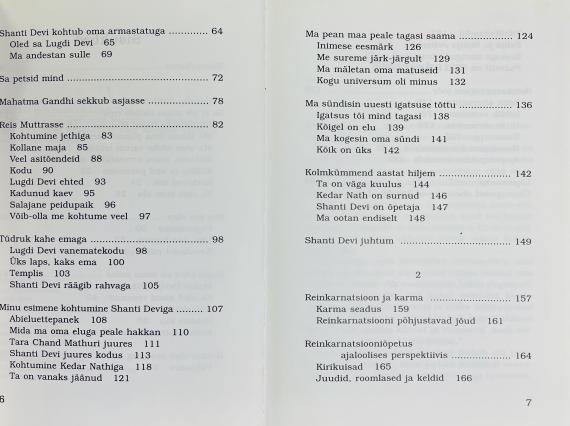 Shanti Devi kohtub oma armastatuga ............. 64
Oled sa Lugdi Devi 65
Ma andestan sulle 69
Sa petsid mind ................................................ 72
Mahatma Gandhi sekkub asjasse .................... 78
Reis Muttrasse ................................................ 82
Kohtumine jethiga 83
Kollane maja 85
Veel asitõendeid 88
Kodu 90
Lugdi Devi ehted 93
Kadunud kaev 95
Salajane peidupaik 96
Võib-olla me kohtume veel 97
Tüdruk kahe emaga ........................................ 98
Lugdi Devi vanematekodu 98
Üks laps, kaks ema 100
Templis 103
Shanti Devi räägib rahvaga 105
Minu esimene kohtumine Shanti Deviga .......... 107
Abieluettepanek 108
Mida ma oma eluga peale hakkan 110
Tara Chand Mathuri juures 111
Shanti Devi juures kodus 113
Kohtumine Kedar Nathiga 118
Ta on vanaks jäänud 121
6
Ma pean maa peale tagasi saama .................... 124
Inimese eesmärk 126
Me sureme järk-järgult 129
Ma mäletan oma matuseid 131
Kogu universum oli minus 132
Ma sündisin uuesti igatsuse tõttu .................... 136
Igatsus tõi mind tagasi 138
Kõigel on elu 139
Ma kogesin oma sündi 141
Kõik on üks 142
Kolmkümmend aastat hiljem ........................... 142
Ta on väga kuulus 144
Kedar Nath on surnud 146
Shanti Devi on õpetaja 147
Ma ootan endiselt 148
Shanti Devi juhtum ........................................ 149
2
Reinkarnatsioon ja karma ............................... 157
Karma seadus 159
Reinkarnatsiooni põhjustavad jõud 161
Reinkarnatsiooniõpetus
ajaloolises perspektiivis ........................ 164
Kirikuisad 165
Juudid, roomlased ja keldid 166
7